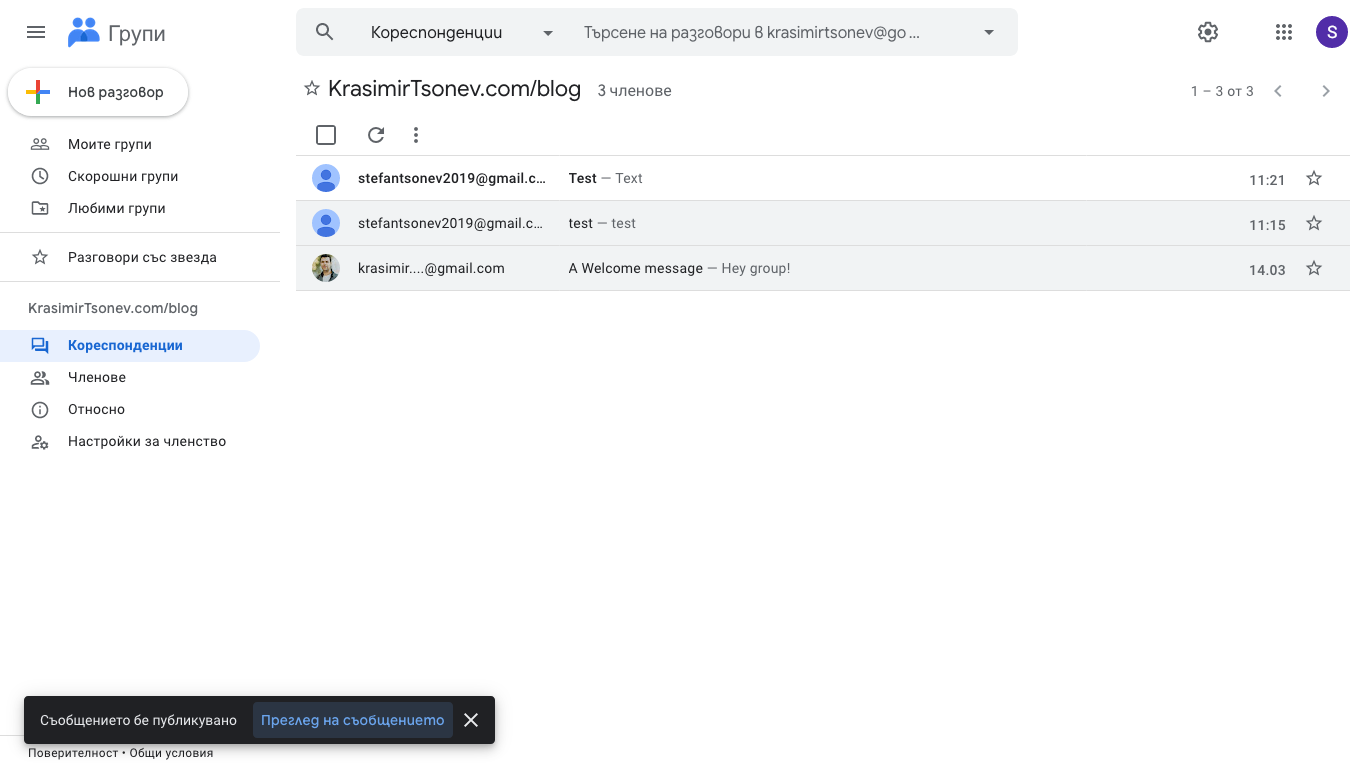 Групи
Кореспонденции
Търсене на разговори в krasimirtsonev@go ...
S
Нов разговор
KrasimirTsonev.com/blog 3 членове
1 – 3 от 3
Моите групи
Скорошни групи
Любими групи
Разговори със звезда
KrasimirTsonev.com/blog
Кореспонденции
Членове
Относно
Настройки за членство
stefantsonev2019@gmail.c... Test — Text 11:21
stefantsonev2019@gmail.c... test — test 11:15
krasimir....@gmail.com A Welcome message — Hey group! 14.03
Съобщението бе публикувано Преглед на съобщението
Поверителност • Общи условия